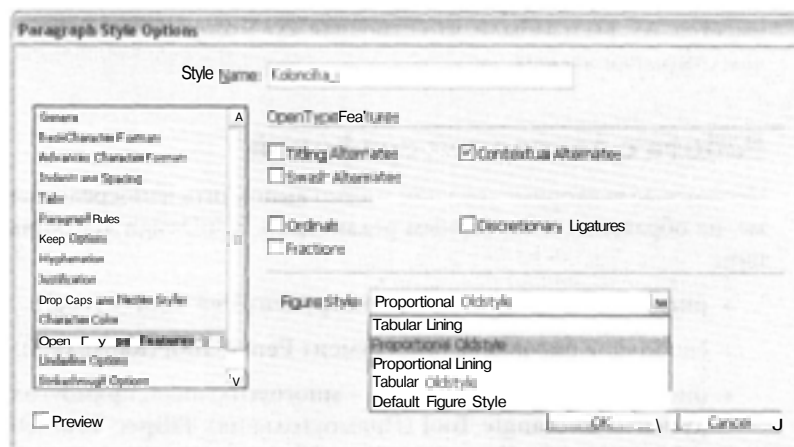 Paragraph Style Options
Style Name: Koloncifra_1
General
Basic Character Formats
Advanced Character Formats
Indents and Spacing
Tabs
Paragraph Rules
Keep Options
Hyphenation
Justification
Drop Caps and Nested Styles
Character Color
OpenType Features
Underline Options
Strikethrough Options
Preview
OpenType Features
Titling Alternates
Contextual Alternates
Swash Alternates
Ordinals
Discretionary Ligatures
Fractions
Figure Style: Proportional Oldstyle
Tabular Lining
Proportional Oldstyle
Proportional Lining
Tabular Oldstyle
Default Figure Style
OK
Cancel